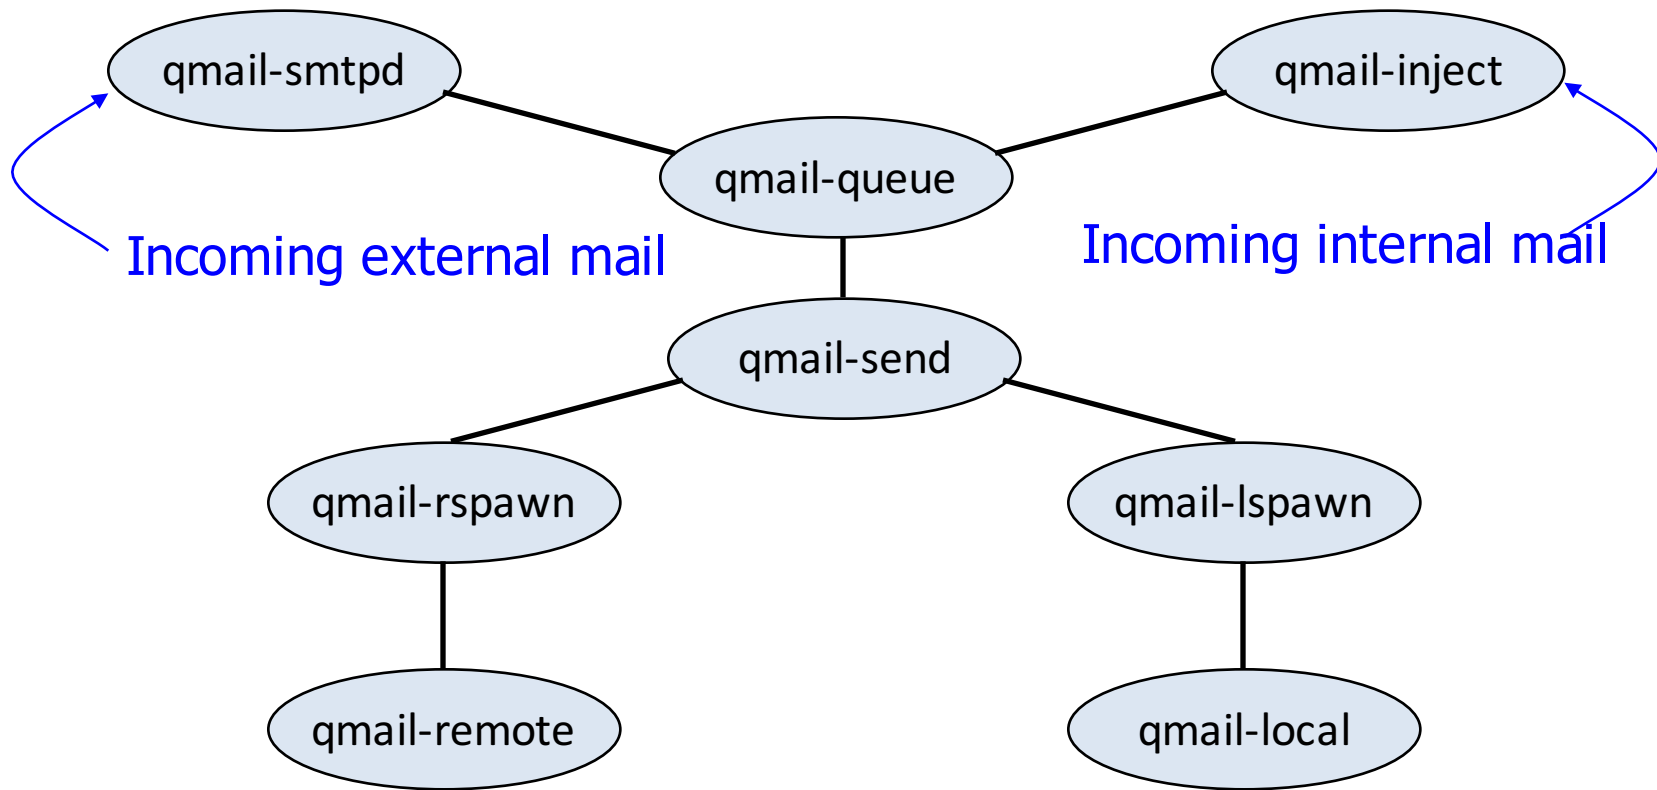 qmail-smtpd
qmail-inject
qmail-queue
Incoming external mail
Incoming internal mail
qmail-send
qmail-rspawn
qmail-lspawn
qmail-remote
qmail-local